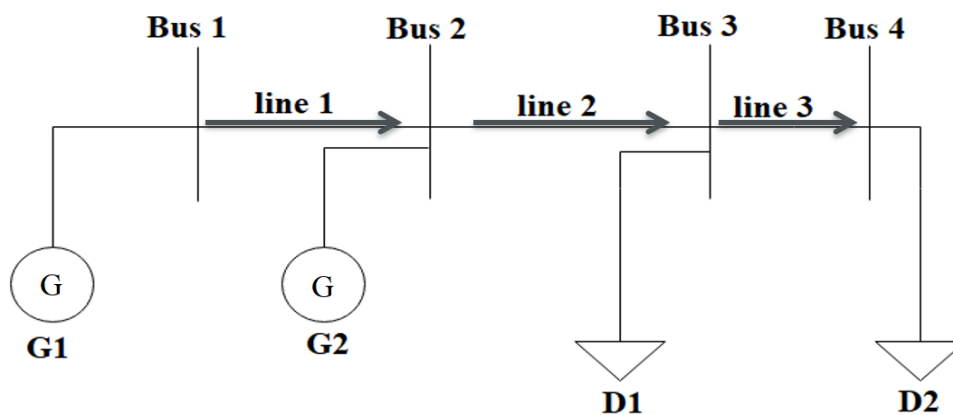 Bus 1
Bus 2
Bus 3
Bus 4
line 1
line 2
line 3
G
G
G1
G2
D1
D2